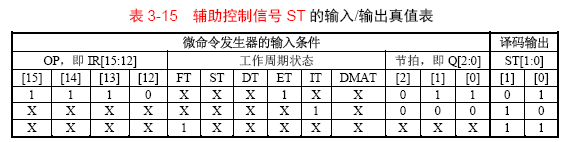 表 3-15 辅助控制信号 ST 的输入/输出真值表
微命令发生器的输入条件 译码输出
OP，即 IR[15:12] 工作周期状态 节拍，即 Q[2:0] ST[1:0]
[15] [14] [13] [12] FT ST DT ET IT DMAT [2] [1] [0] [1] [0]
1 1 1 0 X X X 1 X X 0 1 1 0 1
X X X X X X X X 1 X 0 0 0 1 0
X X X X 1 X X X X X X X X 1 1